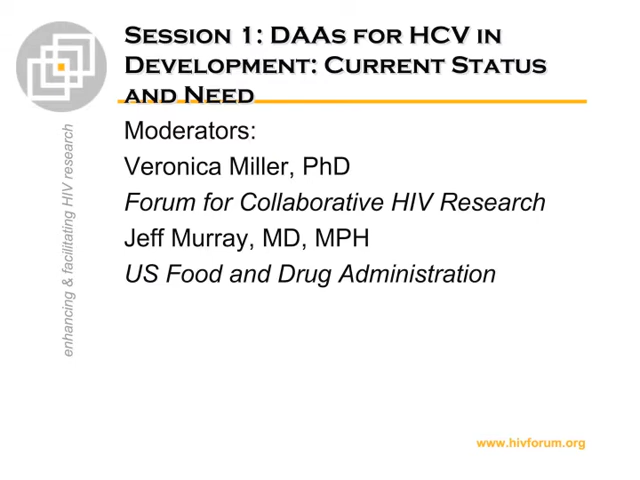 SESSION 1: DAAS FOR HCV IN
DEVELOPMENT: CURRENT STATUS
AND NEED
Moderators:
Veronica Miller, PhD
Forum for Collaborative HIV Research
Jeff Murray, MD, MPH
US Food and Drug Administration
enhancing & facilitating HIV research
www.hivforum.org